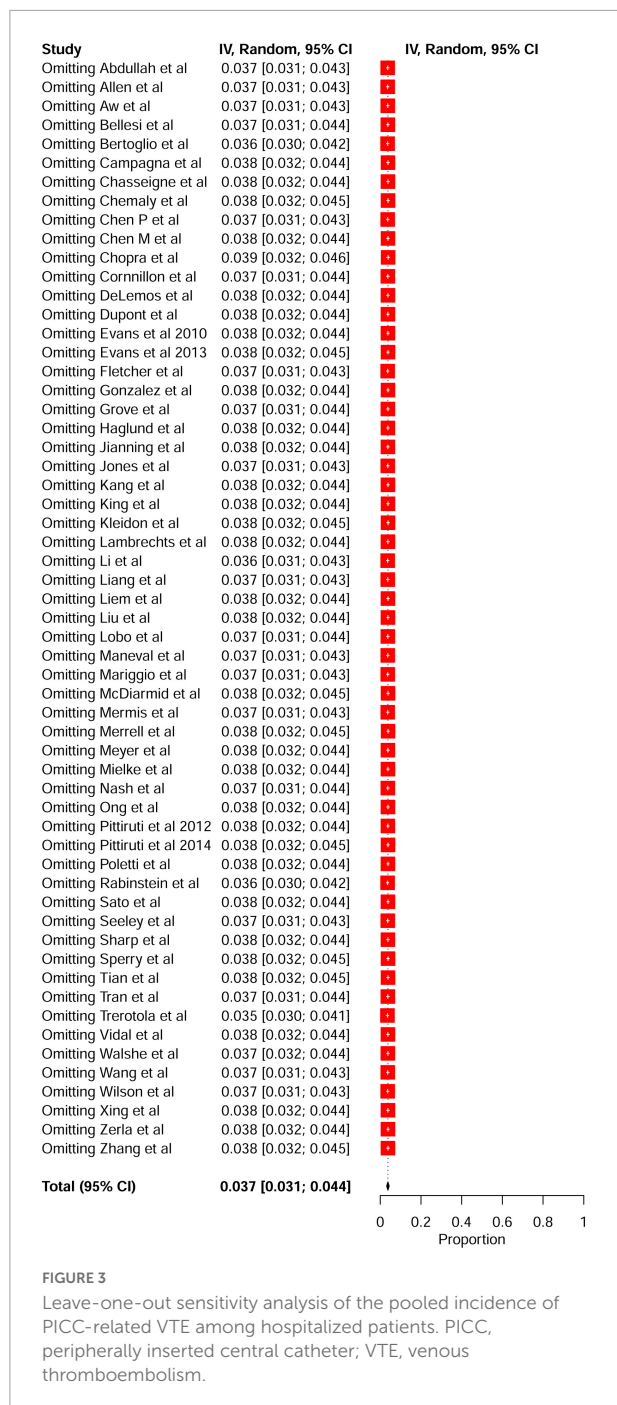 Study IV, Random, 95% CI IV, Random, 95% CI
Omitting Abdullah et al 0.037 [0.031; 0.043]
Omitting Allen et al 0.037 [0.031; 0.043]
Omitting Aw et al 0.037 [0.031; 0.043]
Omitting Bellesi et al 0.037 [0.031; 0.044]
Omitting Bertoglio et al 0.036 [0.030; 0.042]
Omitting Campagna et al 0.038 [0.032; 0.044]
Omitting Chasseigne et al 0.038 [0.032; 0.044]
Omitting Chemaly et al 0.038 [0.032; 0.045]
Omitting Chen P et al 0.037 [0.031; 0.043]
Omitting Chen M et al 0.038 [0.032; 0.044]
Omitting Chopra et al 0.039 [0.032; 0.046]
Omitting Cornnillon et al 0.037 [0.031; 0.044]
Omitting DeLemos et al 0.038 [0.032; 0.044]
Omitting Dupont et al 0.038 [0.032; 0.044]
Omitting Evans et al 2010 0.038 [0.032; 0.044]
Omitting Evans et al 2013 0.038 [0.032; 0.045]
Omitting Fletcher et al 0.037 [0.031; 0.043]
Omitting Gonzalez et al 0.038 [0.032; 0.044]
Omitting Grove et al 0.037 [0.031; 0.044]
Omitting Haglund et al 0.038 [0.032; 0.044]
Omitting Jianning et al 0.038 [0.032; 0.044]
Omitting Jones et al 0.037 [0.031; 0.043]
Omitting Kang et al 0.038 [0.032; 0.044]
Omitting King et al 0.038 [0.032; 0.044]
Omitting Kleidon et al 0.038 [0.032; 0.045]
Omitting Lambrechts et al 0.038 [0.032; 0.044]
Omitting Li et al 0.036 [0.031; 0.043]
Omitting Liang et al 0.037 [0.031; 0.043]
Omitting Liem et al 0.038 [0.032; 0.044]
Omitting Liu et al 0.038 [0.032; 0.044]
Omitting Lobo et al 0.037 [0.031; 0.044]
Omitting Maneval et al 0.037 [0.031; 0.043]
Omitting Mariggio et al 0.037 [0.031; 0.043]
Omitting McDiarmid et al 0.038 [0.032; 0.045]
Omitting Mermis et al 0.037 [0.031; 0.043]
Omitting Merrell et al 0.038 [0.032; 0.045]
Omitting Meyer et al 0.038 [0.032; 0.044]
Omitting Mielke et al 0.038 [0.032; 0.044]
Omitting Nash et al 0.037 [0.031; 0.044]
Omitting Ong et al 0.038 [0.032; 0.044]
Omitting Pittiruti et al 2012 0.038 [0.032; 0.044]
Omitting Pittiruti et al 2014 0.038 [0.032; 0.045]
Omitting Poletti et al 0.038 [0.032; 0.044]
Omitting Rabinstein et al 0.036 [0.030; 0.042]
Omitting Sato et al 0.038 [0.032; 0.044]
Omitting Seeley et al 0.037 [0.031; 0.043]
Omitting Sharp et al 0.038 [0.032; 0.044]
Omitting Sperry et al 0.038 [0.032; 0.045]
Omitting Tian et al 0.038 [0.032; 0.045]
Omitting Tran et al 0.037 [0.031; 0.044]
Omitting Trerotola et al 0.035 [0.030; 0.041]
Omitting Vidal et al 0.038 [0.032; 0.044]
Omitting Walshe et al 0.037 [0.032; 0.044]
Omitting Wang et al 0.037 [0.031; 0.043]
Omitting Wilson et al 0.037 [0.031; 0.043]
Omitting Xing et al 0.038 [0.032; 0.044]
Omitting Zerla et al 0.038 [0.032; 0.044]
Omitting Zhang et al 0.038 [0.032; 0.045]
Total (95% CI) 0.037 [0.031; 0.044]
0 0.2 0.4 0.6 0.8 1
Proportion
FIGURE 3
Leave-one-out sensitivity analysis of the pooled incidence of
PICC-related VTE among hospitalized patients. PICC,
peripherally inserted central catheter; VTE, venous
thromboembolism.